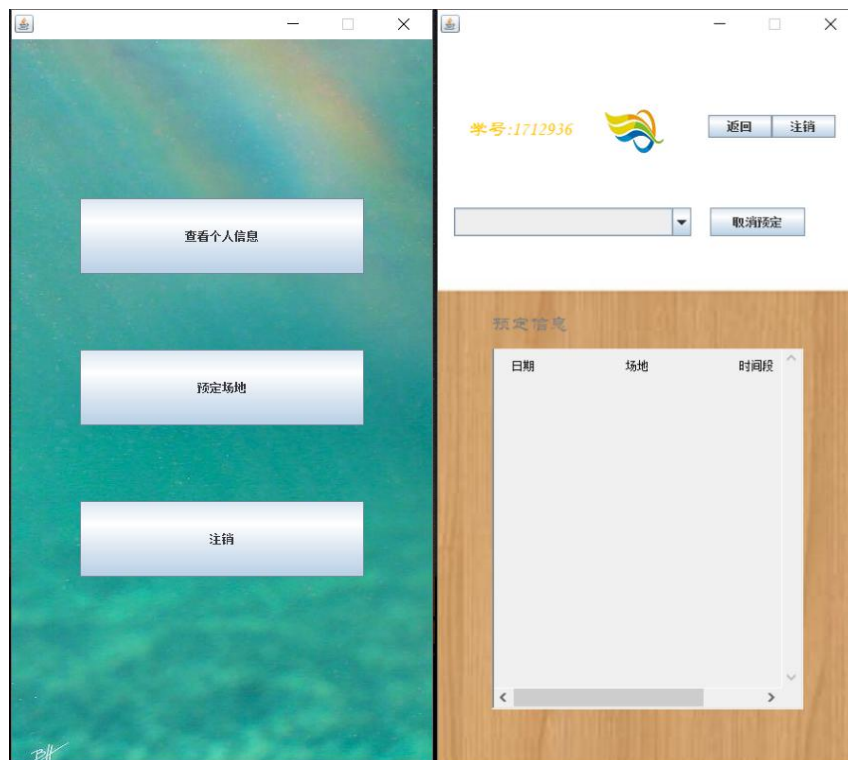 查看个人信息
预定场地
注销
学号:1712936
返回 注销
取消预定
预定信息
日期 场地 时间段